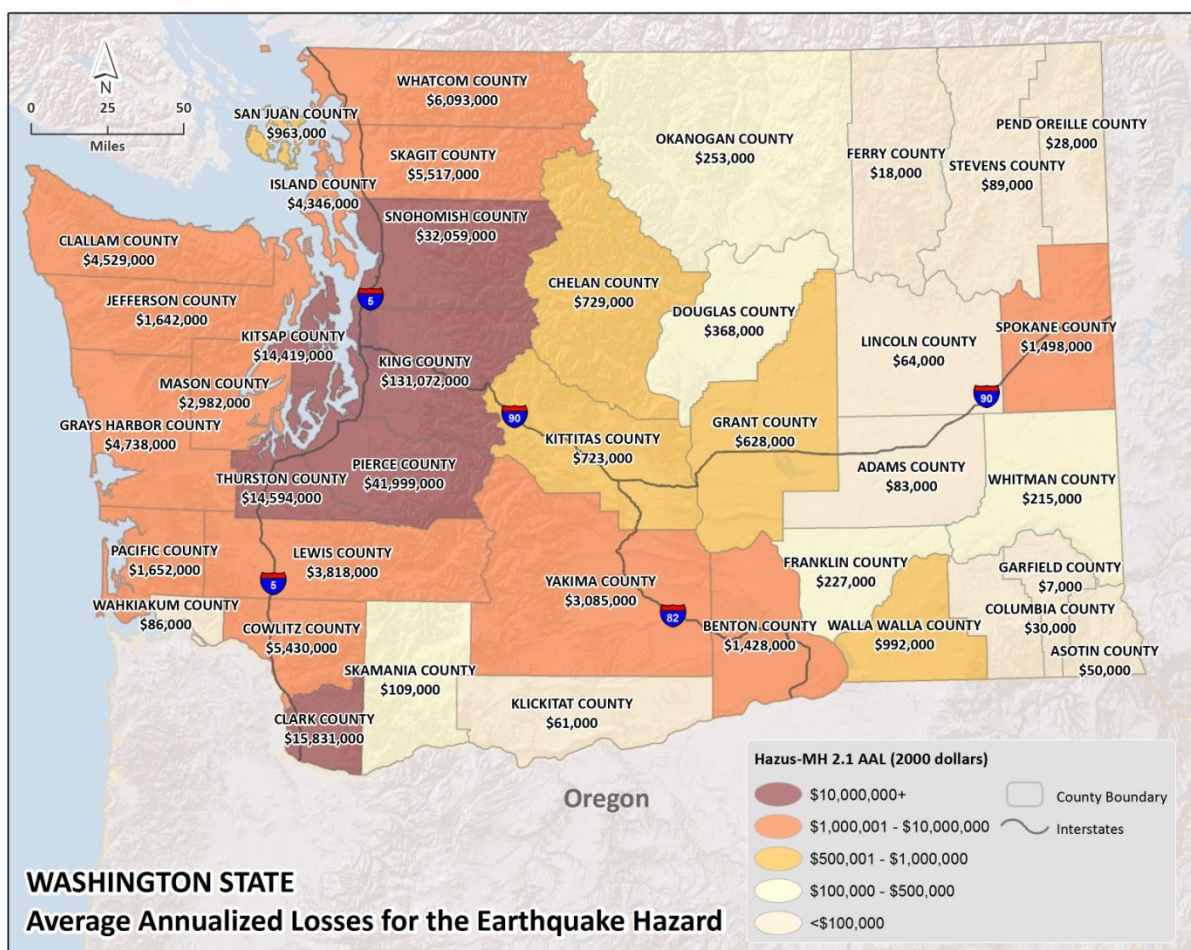 N
0 25 50
Miles
WHATCOM COUNTY
$6,093,000
SAN JUAN COUNTY
$963,000
SKAGIT COUNTY
$5,517,000
ISLAND COUNTY
$4,346,000
SNOHOMISH COUNTY
$32,059,000
OKANOGAN COUNTY
$253,000
FERRY COUNTY
$18,000
PEND OREILLE COUNTY
$28,000
STEVENS COUNTY
$89,000
CLALLAM COUNTY
$4,529,000
JEFFERSON COUNTY
$1,642,000
KITSAP COUNTY
$14,419,000
5
CHELAN COUNTY
$729,000
DOUGLAS COUNTY
$368,000
LINCOLN COUNTY
$64,000
SPOKANE COUNTY
$1,498,000
MASON COUNTY
$2,982,000
KING COUNTY
$131,072,000
90
90
GRAYS HARBOR COUNTY
$4,738,000
KITTITAS COUNTY
$723,000
GRANT COUNTY
$628,000
THURSTON COUNTY
$14,594,000
PIERCE COUNTY
$41,999,000
ADAMS COUNTY
$83,000
WHITMAN COUNTY
$215,000
PACIFIC COUNTY
$1,652,000
LEWIS COUNTY
$3,818,000
5
YAKIMA COUNTY
$3,085,000
82
FRANKLIN COUNTY
$227,000
GARFIELD COUNTY
$7,000
WAHKIAKUM COUNTY
$86,000
COWLITZ COUNTY
$5,430,000
BENTON COUNTY
$1,428,000
WALLA WALLA COUNTY
$992,000
COLUMBIA COUNTY
$30,000
ASOTIN COUNTY
$50,000
SKAMANIA COUNTY
$109,000
KLICKITAT COUNTY
$61,000
CLARK COUNTY
$15,831,000
Oregon
Hazus-MH 2.1 AAL (2000 dollars)
$10,000,000+
$1,000,001 - $10,000,000
$500,001 - $1,000,000
$100,000 - $500,000
<$100,000
County Boundary
Interstates
WASHINGTON STATE
Average Annualized Losses for the Earthquake Hazard